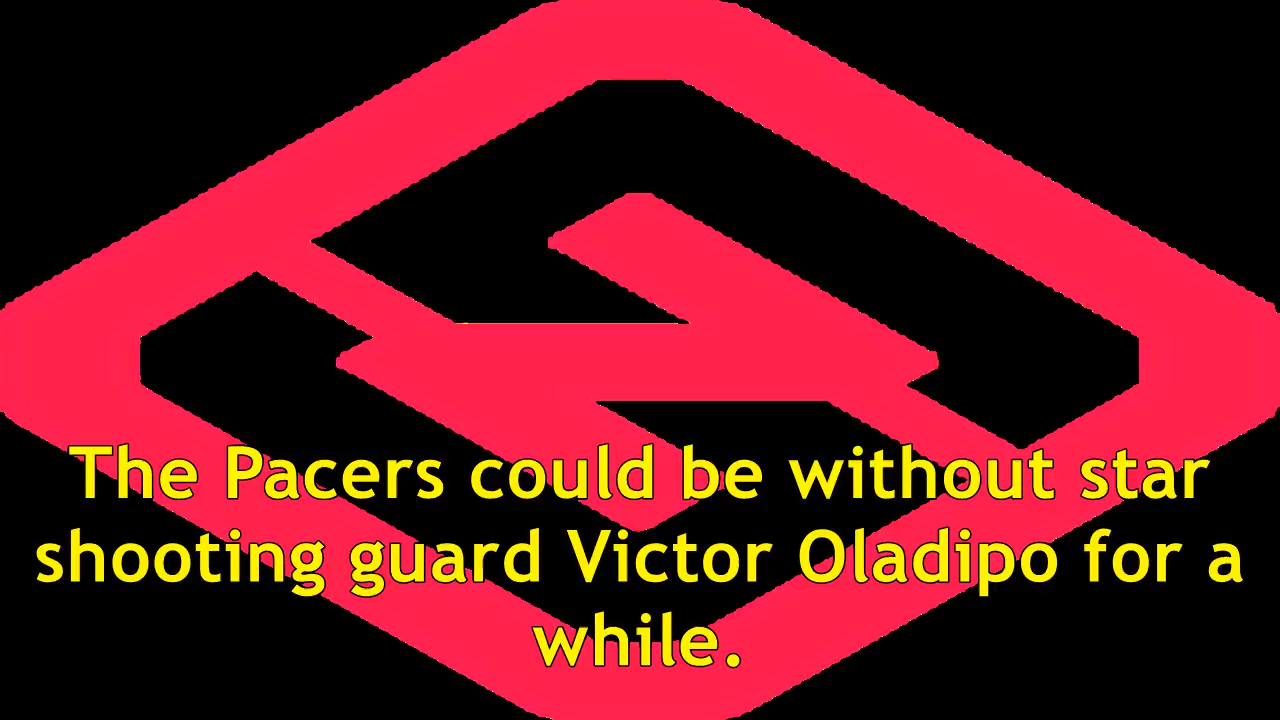 The Pacers could be without star
shooting guard Victor Oladipo for a
while.